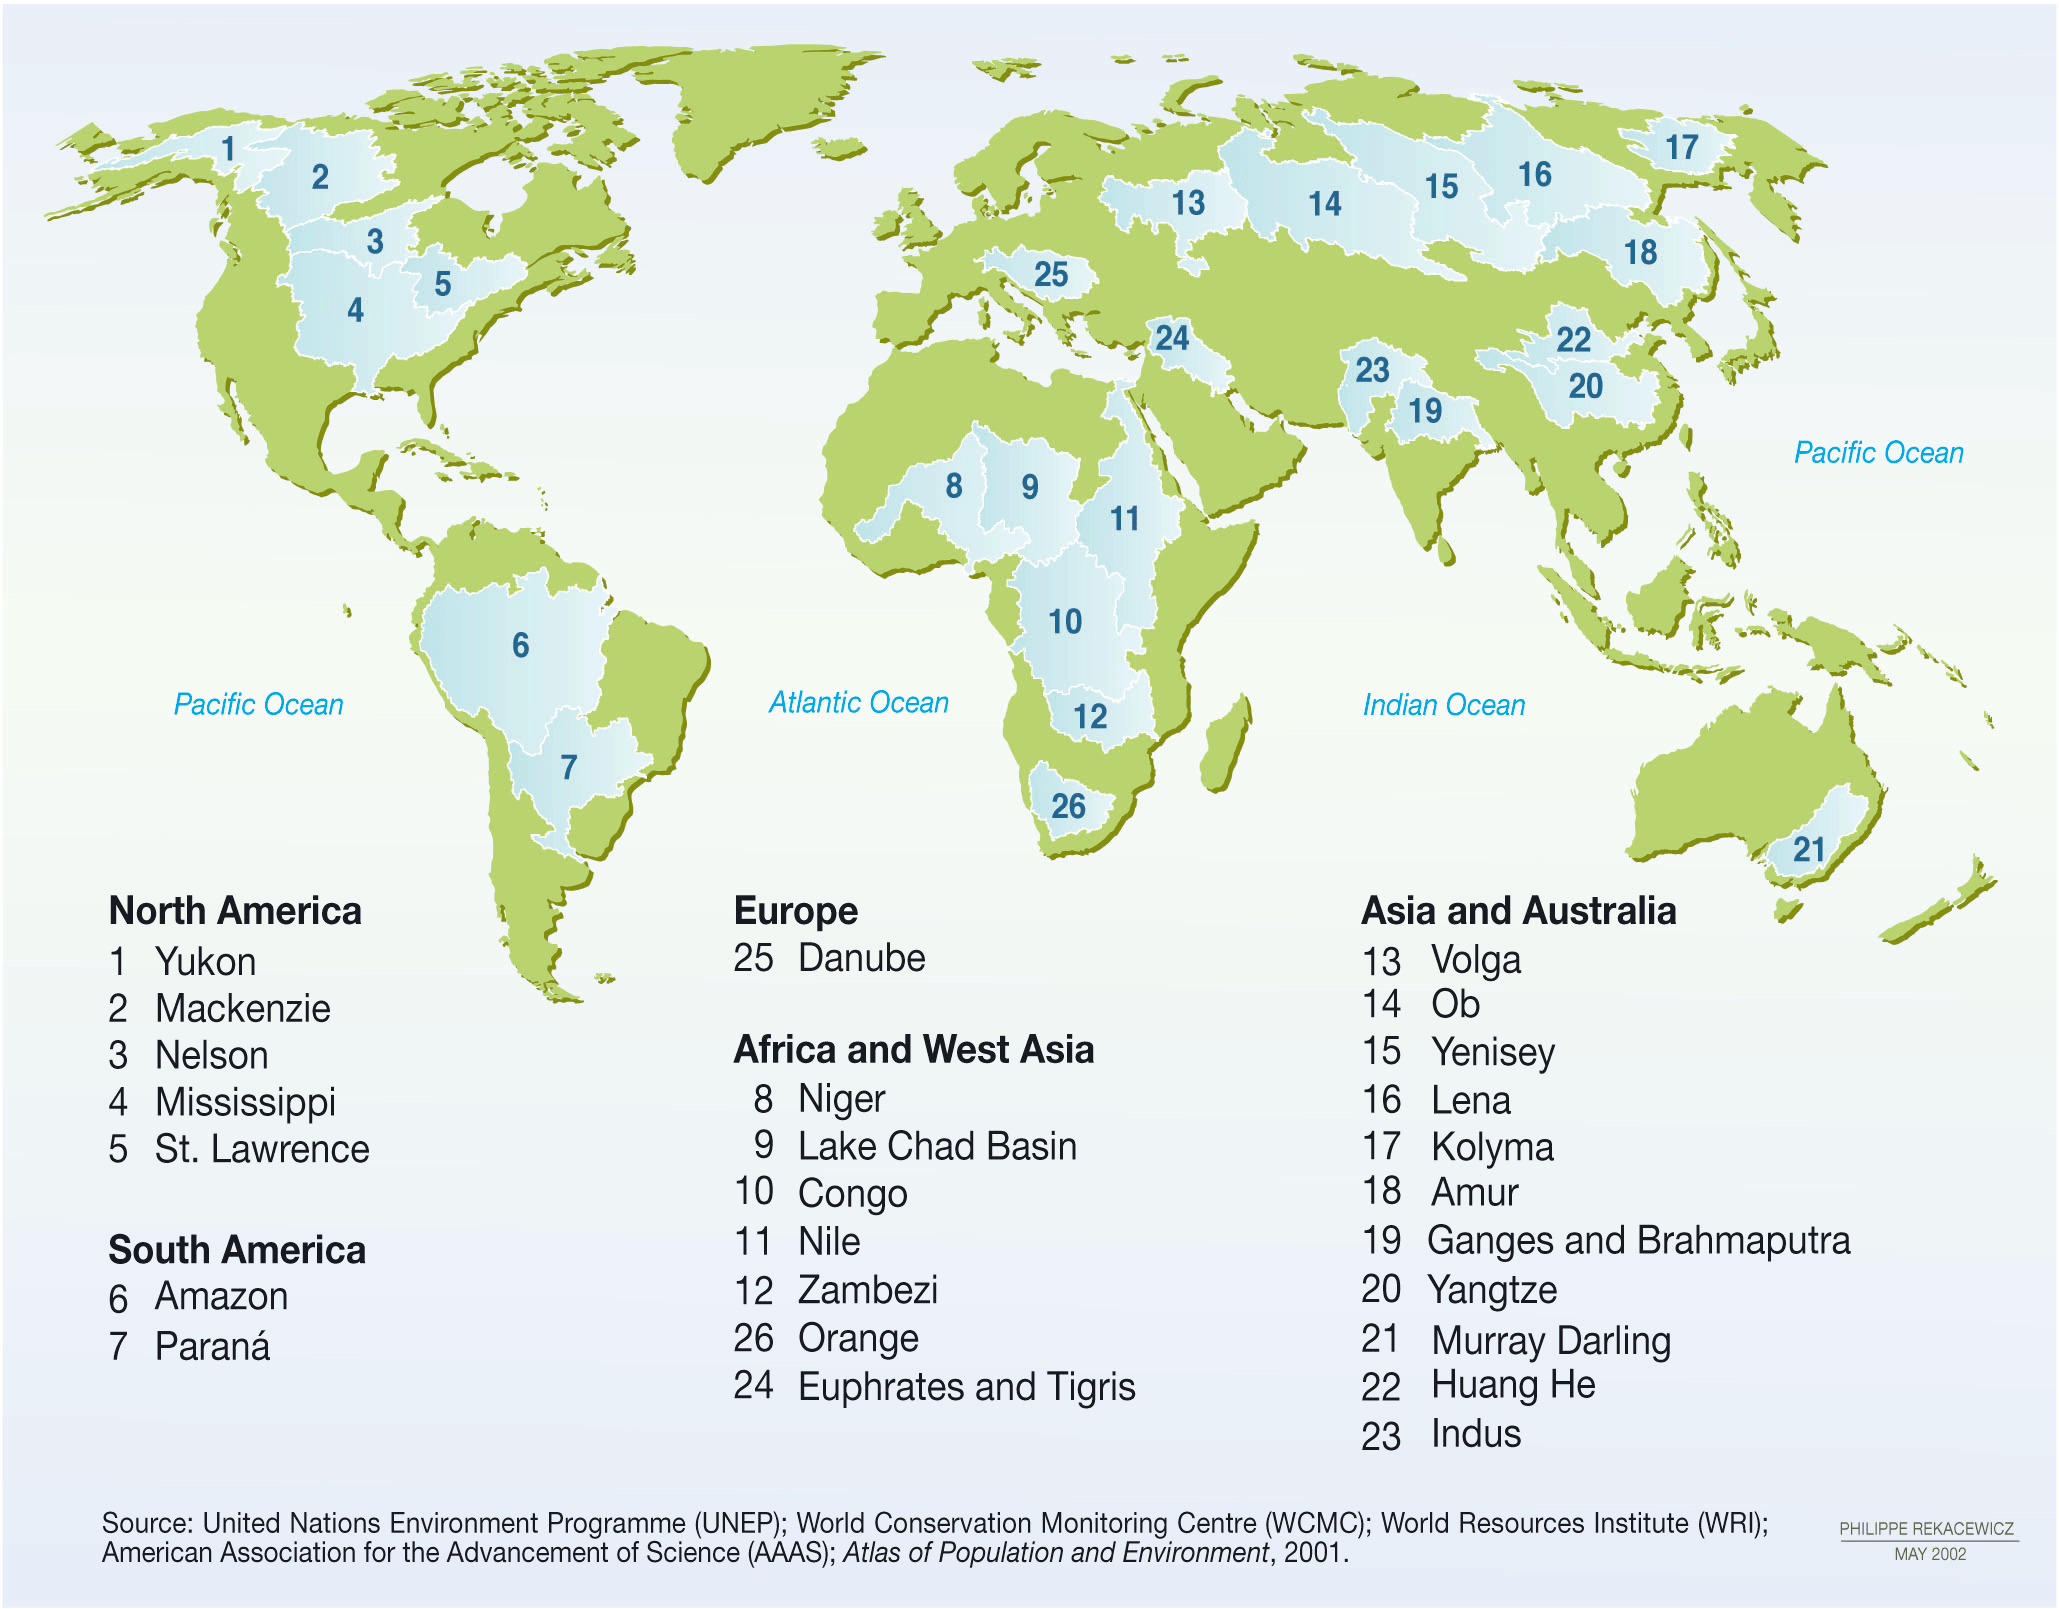 1
2
3
4
5
6
7
8
9
10
11
12
13
14
15
16
17
18
19
20
21
22
23
24
25
26
Pacific Ocean
Pacific Ocean
Atlantic Ocean
Indian Ocean
North America
1 Yukon
2 Mackenzie
3 Nelson
4 Mississippi
5 St. Lawrence
South America
6 Amazon
7 Paraná
Europe
25 Danube
Africa and West Asia
8 Niger
9 Lake Chad Basin
10 Congo
11 Nile
12 Zambezi
26 Orange
24 Euphrates and Tigris
Asia and Australia
13 Volga
14 Ob
15 Yenisey
16 Lena
17 Kolyma
18 Amur
19 Ganges and Brahmaputra
20 Yangtze
21 Murray Darling
22 Huang He
23 Indus
Source: United Nations Environment Programme (UNEP); World Conservation Monitoring Centre (WCMC); World Resources Institute (WRI);
American Association for the Advancement of Science (AAAS); Atlas of Population and Environment, 2001.
PHILIPPE REKACEWICZ
MAY 2002